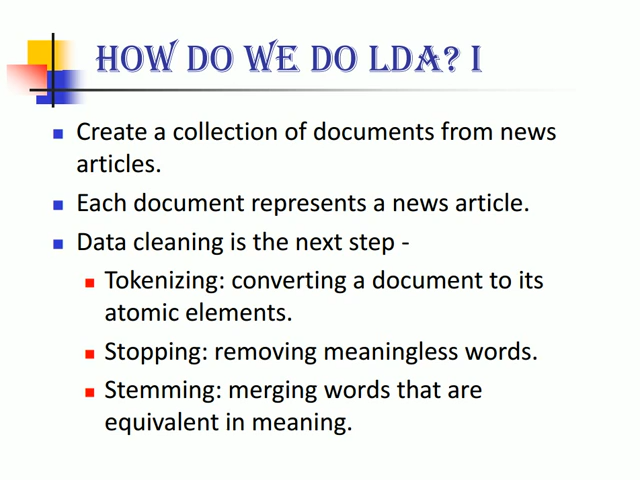 HOW DO WE DO LDA? I
Create a collection of documents from news
articles.
Each document represents a news article.
Data cleaning is the next step -
Tokenizing: converting a document to its
atomic elements.
Stopping: removing meaningless words.
Stemming: merging words that are
equivalent in meaning.